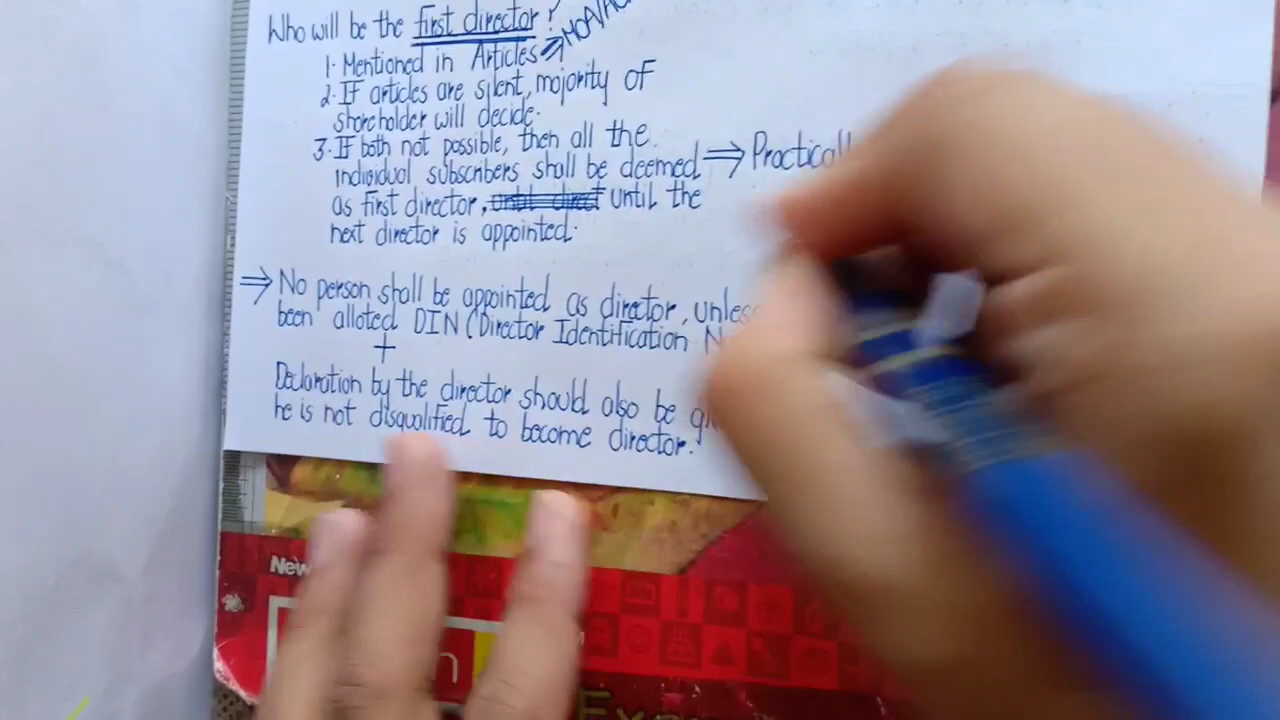 Who will be the first director?
1. Mentioned in Articles ⇒
2. If articles are silent, majority of
shareholder will decide.
3. If both not possible, then all the
individual subscribers shall be deemed ⇒
as first director, until the
next director is appointed.
⇒ No person shall be appointed as director,
been alloted DIN (Director Identification
+
Declaration by the director should also be
he is not disqualified to become director.
New